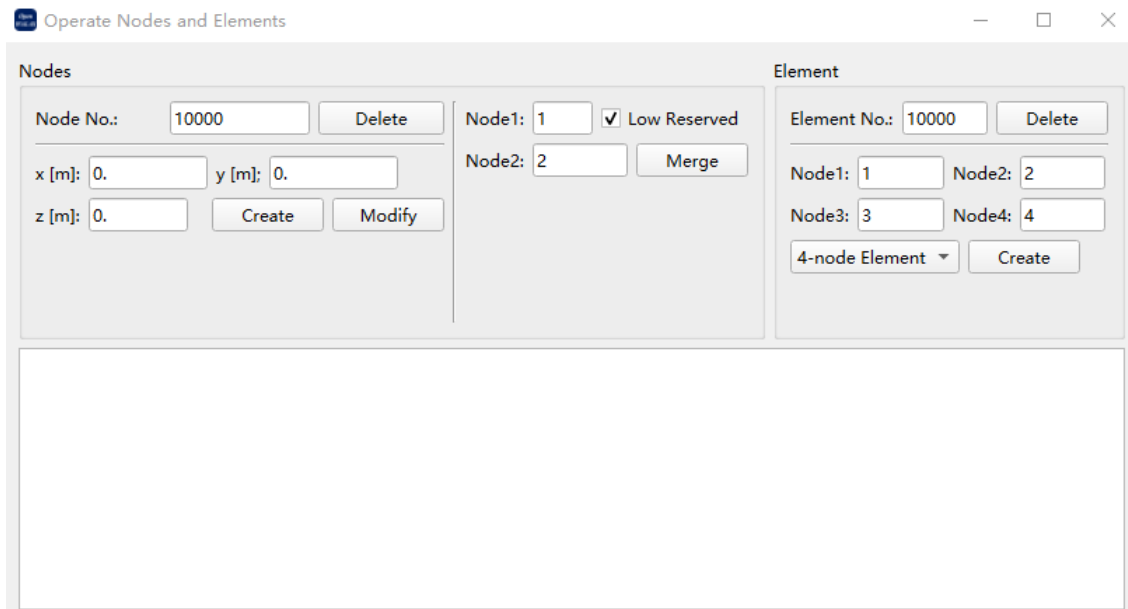 Operate Nodes and Elements
Nodes
Node No.: 10000 Delete
x [m]: 0. y [m]; 0.
z [m]: 0. Create Modify
Node1: 1 Low Reserved
Node2: 2 Merge
Element
Element No.: 10000 Delete
Node1: 1 Node2: 2
Node3: 3 Node4: 4
4-node Element Create